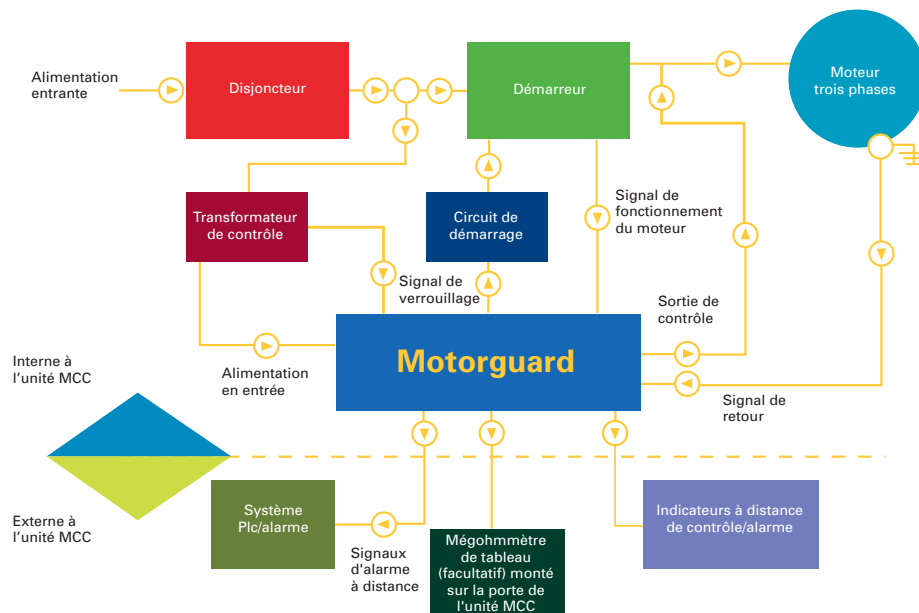 Alimentation
entrante
Disjoncteur
Démarreur
Moteur
trois phases
Transformateur
de contrôle
Circuit de
démarrage
Signal de
fonctionnement
du moteur
Signal de
verrouillage
Sortie de
contrôle
Interne à
l'unité MCC
Alimentation
en entrée
Motorguard
Signal de
retour
Externe à
l'unité MCC
Système
Plc/alarme
Signaux
d'alarme
à distance
Mégohmmètre
de tableau
(facultatif) monté
sur la porte de
l'unité MCC
Indicateurs à distance
de contrôle/alarme